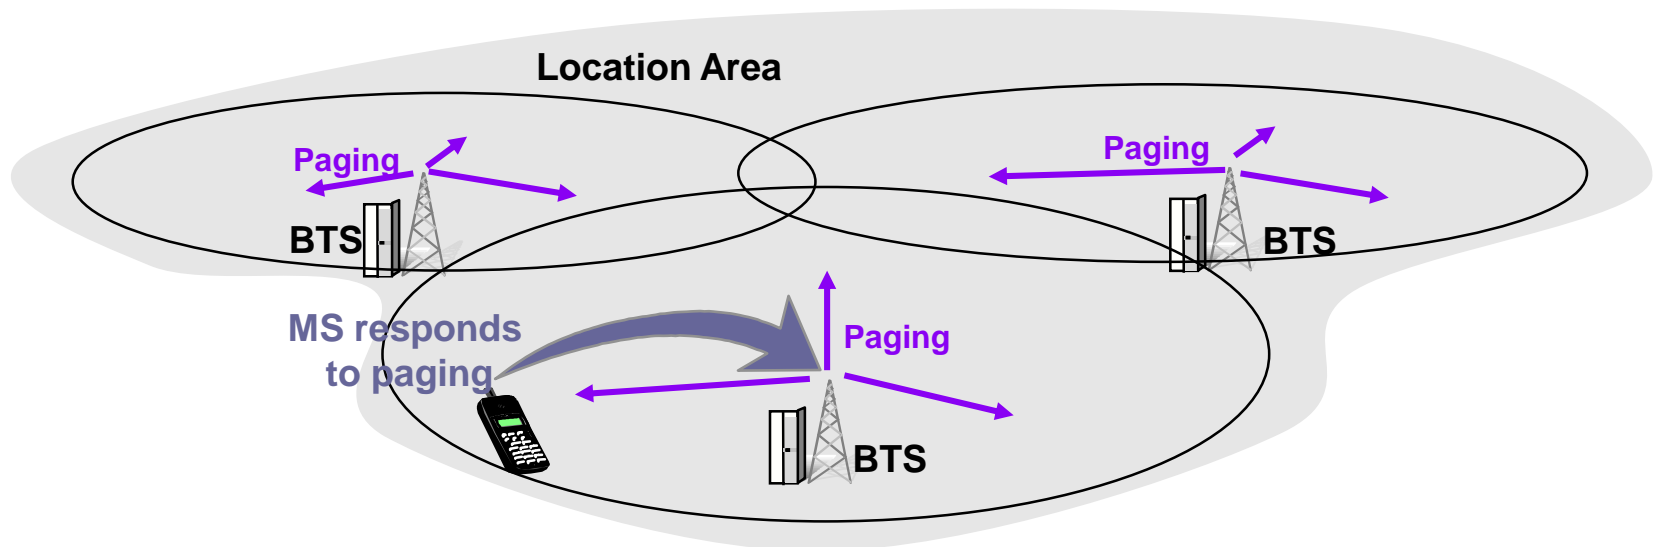 Location Area
Paging
Paging
BTS
BTS
MS responds
to paging
Paging
BTS